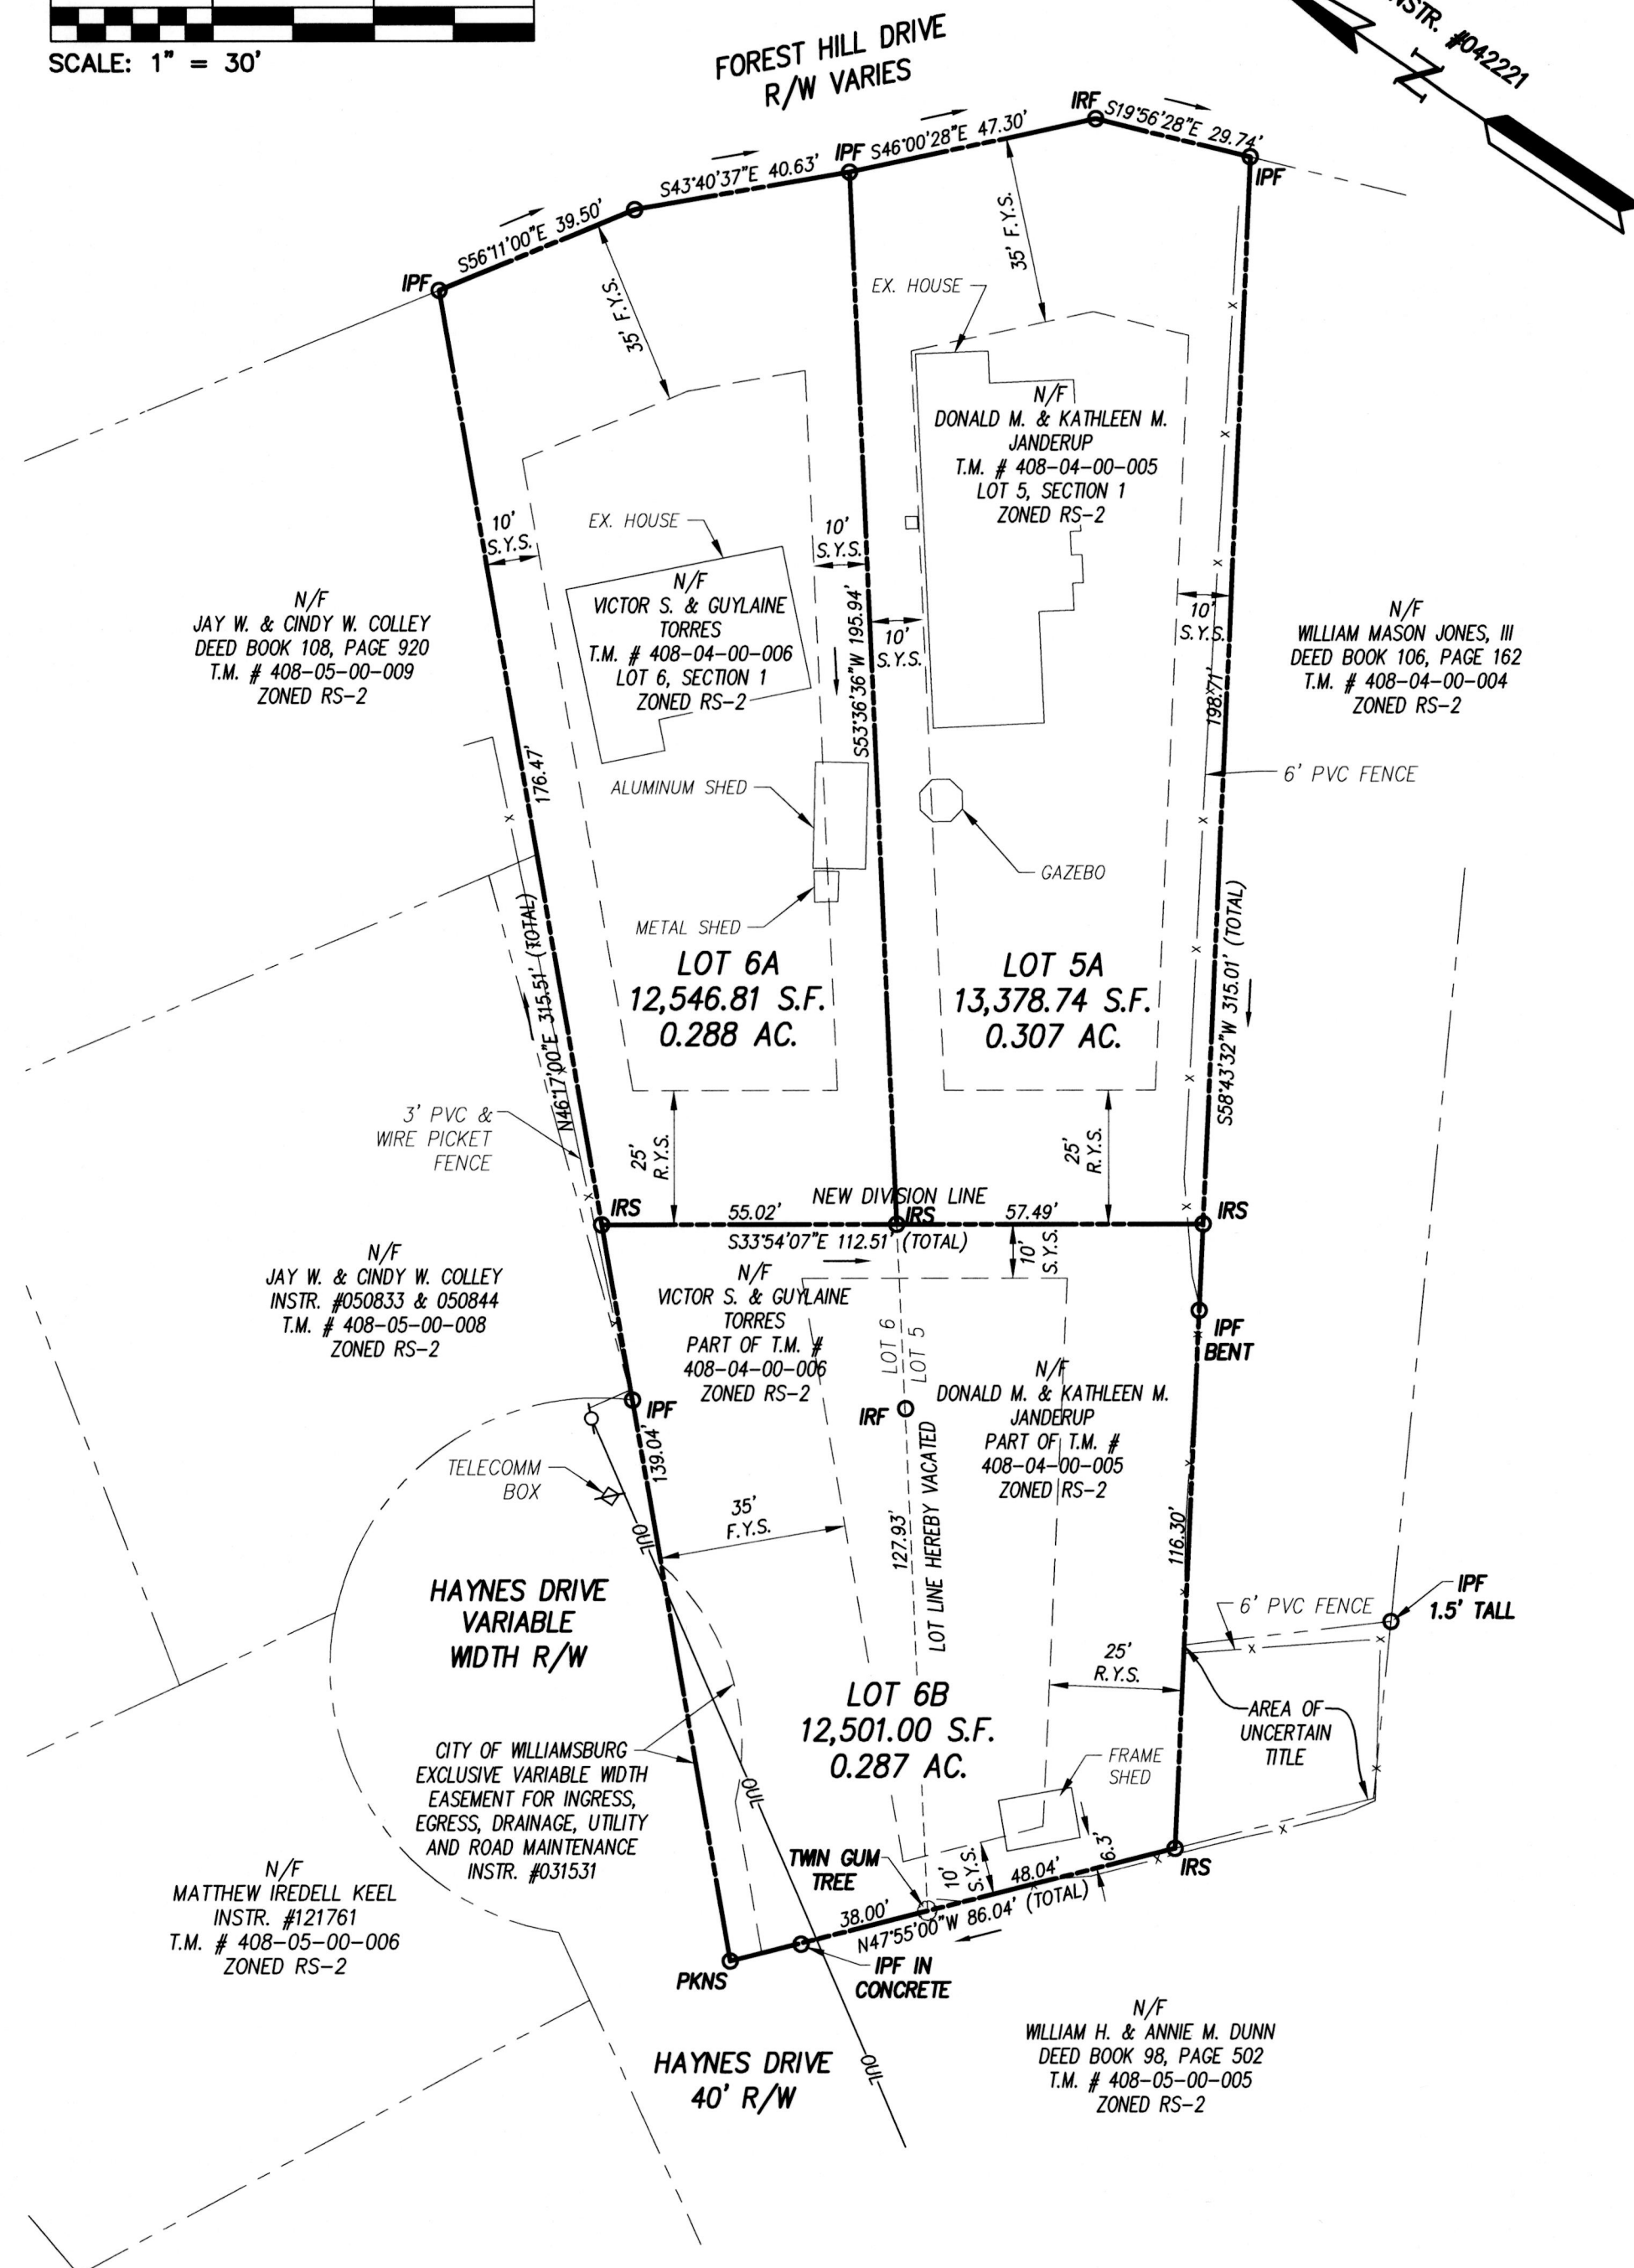 SCALE: 1" = 30'
INSTR. #042221
N
FOREST HILL DRIVE
R/W VARIES
IPF
S56°11'00"E 39.50'
S43°40'37"E 40.63'
IPF
S46°00'28"E 47.30'
IRF
S19°56'28"E 29.74'
IPF
35' F.Y.S.
35' F.Y.S.
EX. HOUSE
N/F
DONALD M. & KATHLEEN M.
JANDERUP
T.M. # 408-04-00-005
LOT 5, SECTION 1
ZONED RS-2
10'
S.Y.S.
EX. HOUSE
10'
S.Y.S.
N/F
VICTOR S. & GUYLAINE
TORRES
T.M. # 408-04-00-006
LOT 6, SECTION 1
ZONED RS-2
S53°36'36"W 195.94'
10'
S.Y.S.
10'
S.Y.S.
N/F
JAY W. & CINDY W. COLLEY
DEED BOOK 108, PAGE 920
T.M. # 408-05-00-009
ZONED RS-2
N/F
WILLIAM MASON JONES, III
DEED BOOK 106, PAGE 162
T.M. # 408-04-00-004
ZONED RS-2
198.71'
176.47'
6' PVC FENCE
ALUMINUM SHED
GAZEBO
METAL SHED
LOT 6A
12,546.81 S.F.
0.288 AC.
LOT 5A
13,378.74 S.F.
0.307 AC.
N46°17'00"E 315.51' (TOTAL)
S58°43'32"W 315.01' (TOTAL)
3' PVC &
WIRE PICKET
FENCE
25'
R.Y.S.
25'
R.Y.S.
NEW DIVISION LINE
IRS
55.02'
IRS
57.49'
IRS
S33°54'07"E 112.51' (TOTAL)
10'
S.Y.S.
N/F
JAY W. & CINDY W. COLLEY
INSTR. #050833 & 050844
T.M. # 408-05-00-008
ZONED RS-2
N/F
VICTOR S. & GUYLAINE
TORRES
PART OF T.M. #
408-04-00-006
ZONED RS-2
LOT 6
LOT 5
IPF
BENT
N/F
DONALD M. & KATHLEEN M.
JANDERUP
PART OF T.M. #
408-04-00-005
ZONED RS-2
IRF
IPF
139.04'
TELECOMM
BOX
OUL
35'
F.Y.S.
127.93'
LOT LINE HEREBY VACATED
116.30'
HAYNES DRIVE
VARIABLE
WIDTH R/W
6' PVC FENCE
IPF
1.5' TALL
25'
R.Y.S.
LOT 6B
12,501.00 S.F.
0.287 AC.
AREA OF
UNCERTAIN
TITLE
CITY OF WILLIAMSBURG
EXCLUSIVE VARIABLE WIDTH
EASEMENT FOR INGRESS,
EGRESS, DRAINAGE, UTILITY
AND ROAD MAINTENANCE
INSTR. #031531
OUL
FRAME
SHED
TWIN GUM
TREE
10'
S.Y.S.
6.3'
48.04'
IRS
38.00'
N47°55'00"W 86.04' (TOTAL)
N/F
MATTHEW IREDELL KEEL
INSTR. #121761
T.M. # 408-05-00-006
ZONED RS-2
PKNS
IPF IN
CONCRETE
HAYNES DRIVE
40' R/W
OUL
N/F
WILLIAM H. & ANNIE M. DUNN
DEED BOOK 98, PAGE 502
T.M. # 408-05-00-005
ZONED RS-2